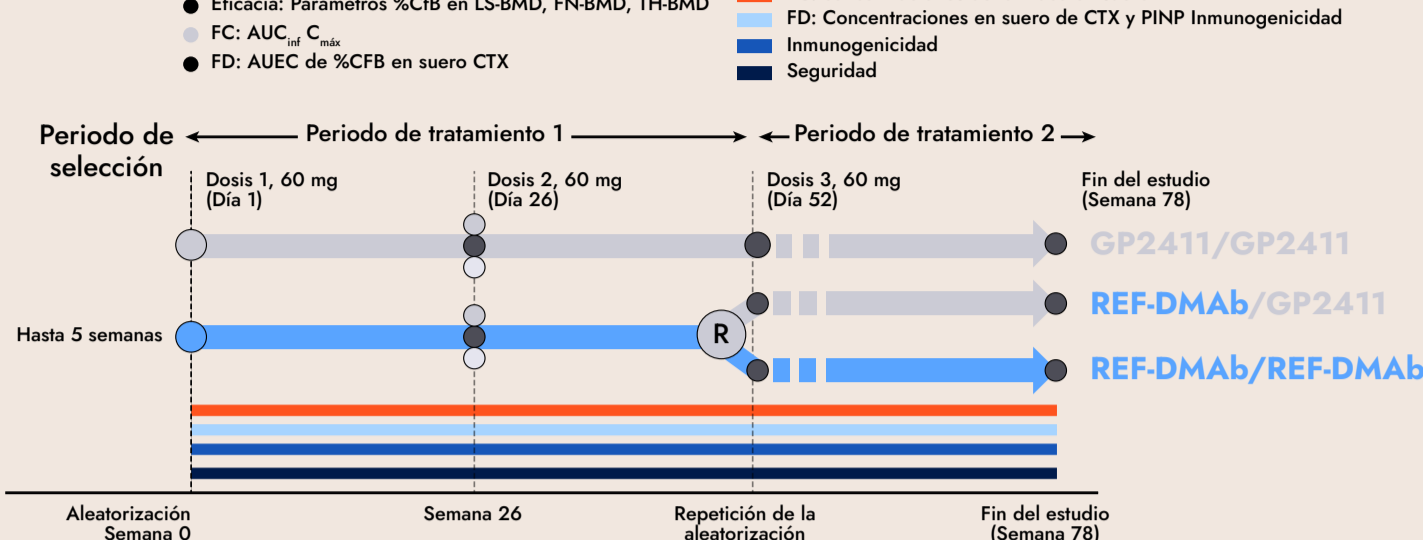 Eficacia: Parámetros %CfB en LS-BMD, FN-BMD, TH-BMD
FC: AUCinf Cmáx
FD: AUEC de %CFB en suero CTX
FD: Concentraciones en suero de CTX y PINP Inmunogenicidad
Inmunogenicidad
Seguridad
Periodo de
selección
Periodo de tratamiento 1
Periodo de tratamiento 2
Dosis 1, 60 mg
(Día 1)
Dosis 2, 60 mg
(Día 26)
Dosis 3, 60 mg
(Día 52)
Fin del estudio
(Semana 78)
GP2411/GP2411
REF-DMAb/GP2411
Hasta 5 semanas
R
REF-DMAb/REF-DMAb
Aleatorización
Semana 0
Semana 26
Repetición de la
aleatorización
Fin del estudio
(Semana 78)